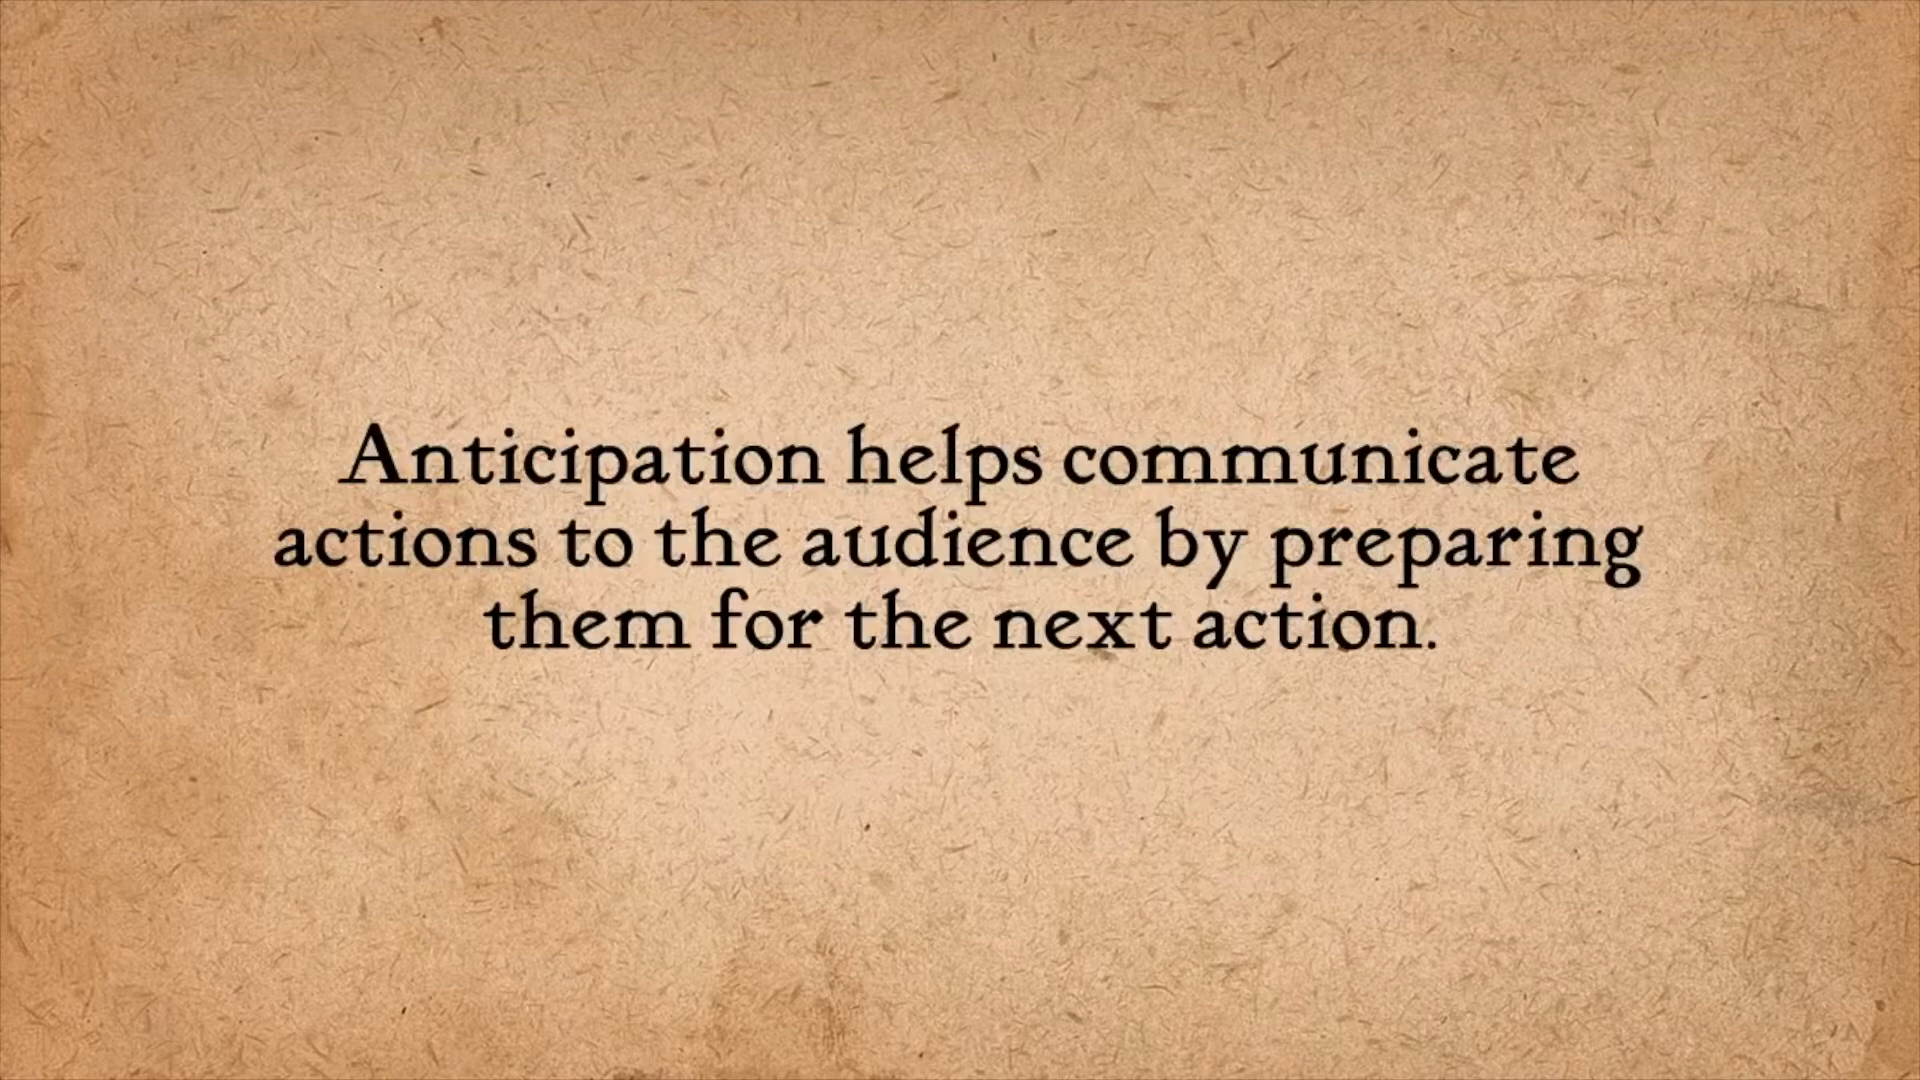 Anticipation helps communicate
actions to the audience by preparing
them for the next action.